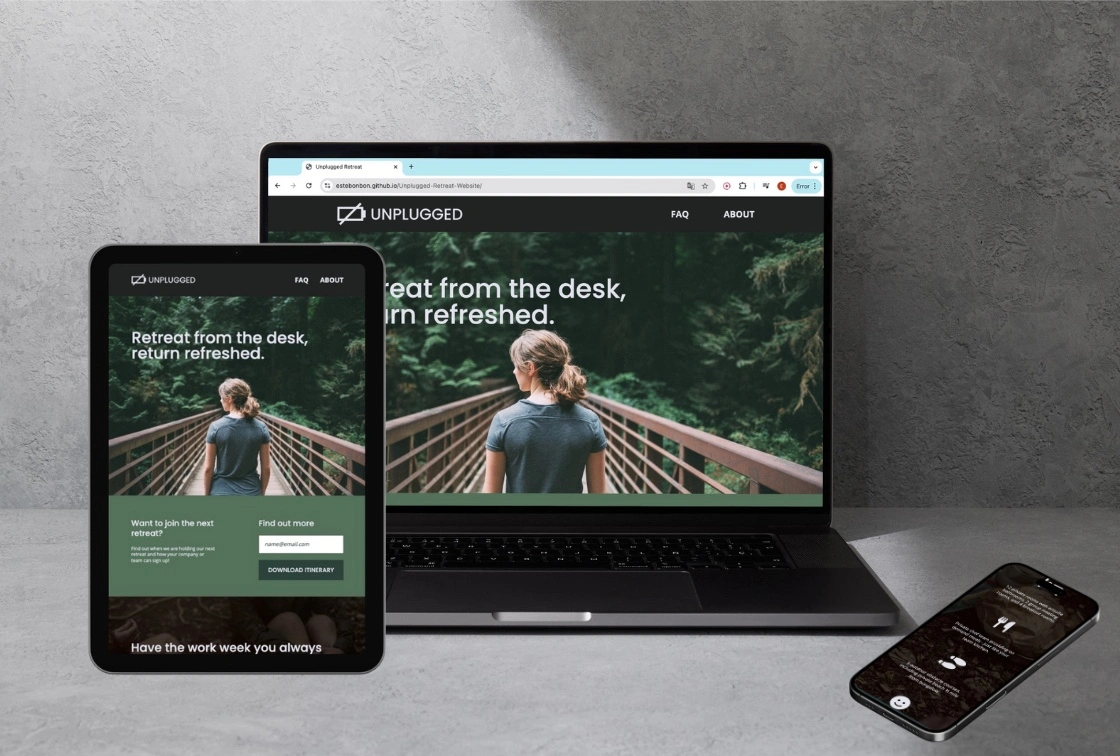 Unplugged Retreat
estebonbon.github.io/Unplugged-Retreat-Website/
Error
UNPLUGGED
FAQ
ABOUT
reat from the desk,
urn refreshed.
UNPLUGGED
FAQ
ABOUT
Retreat from the desk,
return refreshed.
Want to join the next
retreat?
Find out when we are holding our next
retreat and how your company or
team can sign up!
Find out more
name@email.com
DOWNLOAD ITINERARY
Have the work week you always